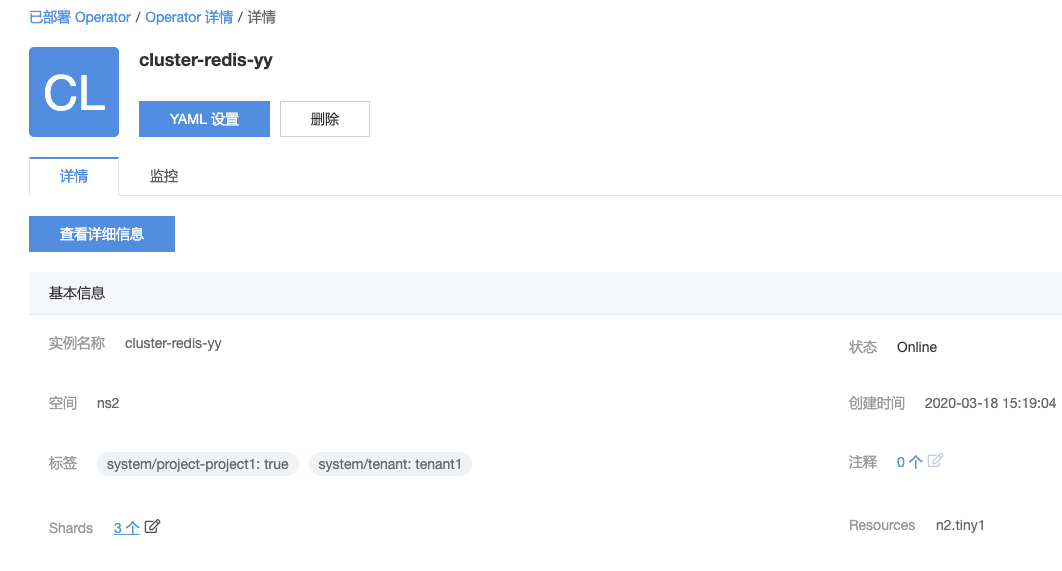 已部署 Operator / Operator 详情 / 详情
CL
cluster-redis-yy
YAML 设置 删除
详情 监控
查看详细信息
基本信息
实例名称 cluster-redis-yy
状态 Online
空间 ns2
创建时间 2020-03-18 15:19:04
标签 system/project-project1: true system/tenant: tenant1
注释 0 个
Shards 3 个
Resources n2.tiny1